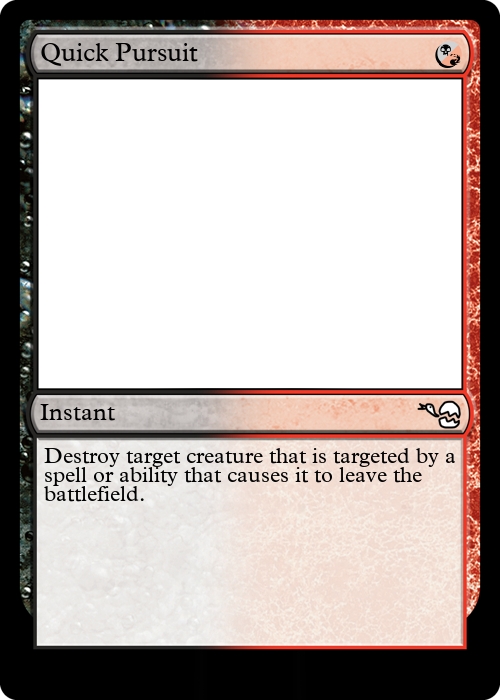 Quick Pursuit
Instant
Destroy target creature that is targeted by a
spell or ability that causes it to leave the
battlefield.